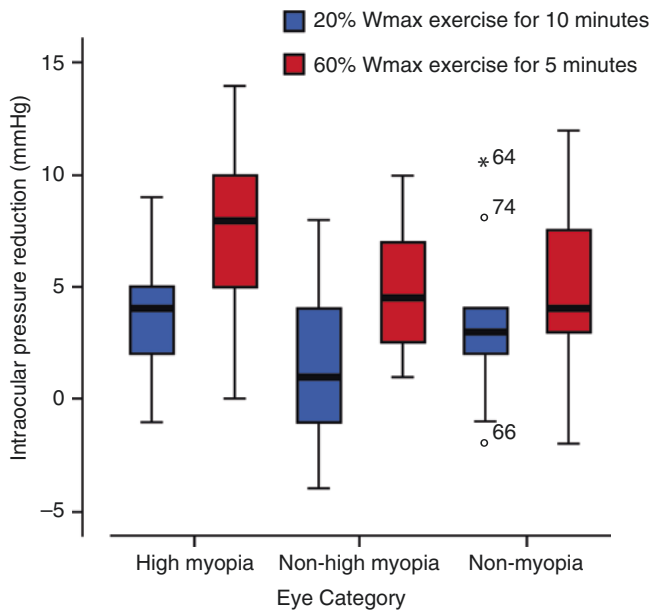 20% Wmax exercise for 10 minutes
60% Wmax exercise for 5 minutes
Intraocular pressure reduction (mmHg)
15
10
5
0
–5
*64
74
66
High myopia
Non-high myopia
Non-myopia
Eye Category